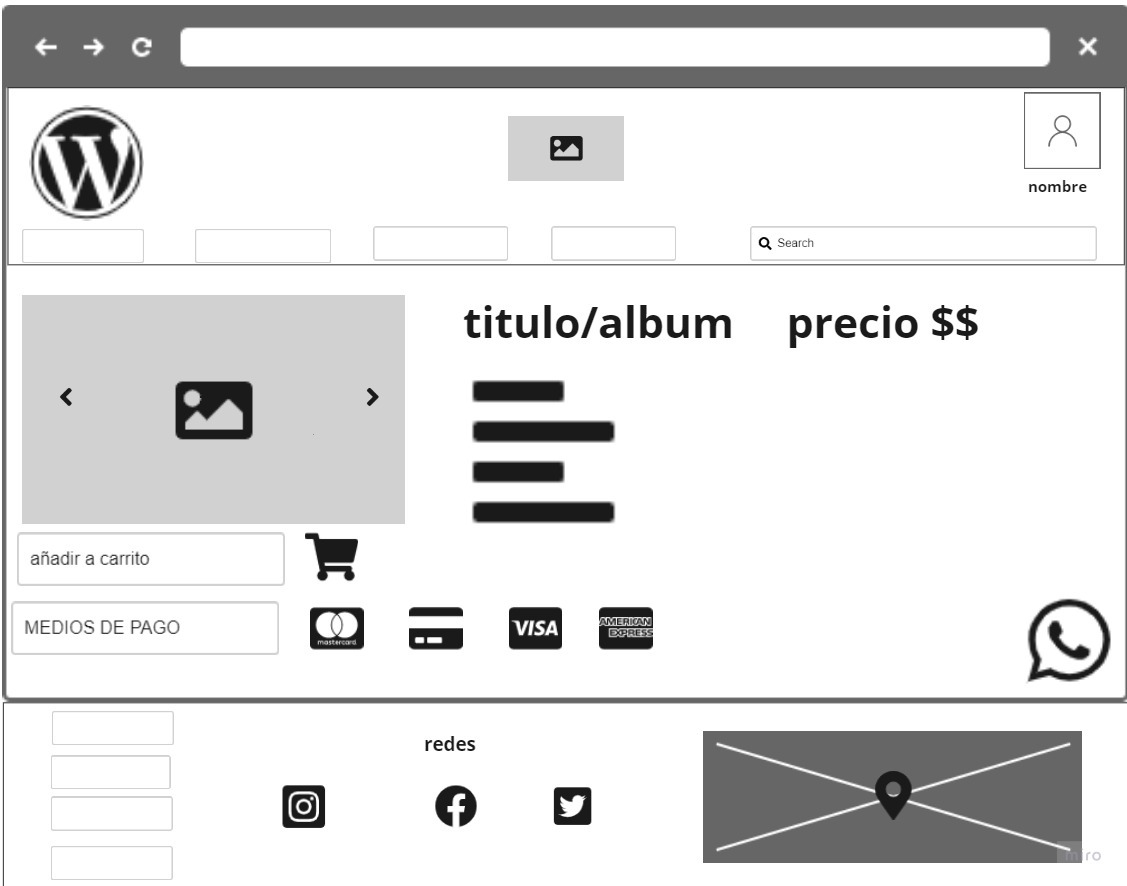 nombre
Search
titulo/album precio $$
añadir a carrito
MEDIOS DE PAGO
mastercard
VISA
AMERICAN
EXPRESS
redes
miro